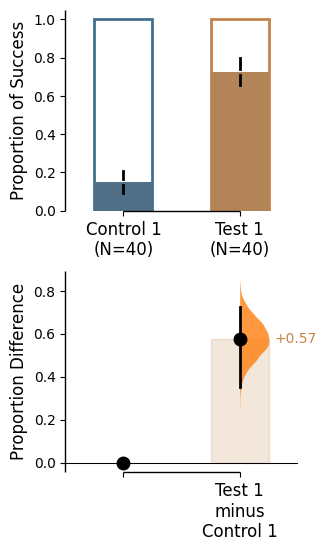 Proportion of Success
1.0
0.8
0.6
0.4
0.2
0.0
Control 1
(N=40)
Test 1
(N=40)
Proportion Difference
0.8
0.6
0.4
0.2
0.0
+0.57
Test 1
minus
Control 1